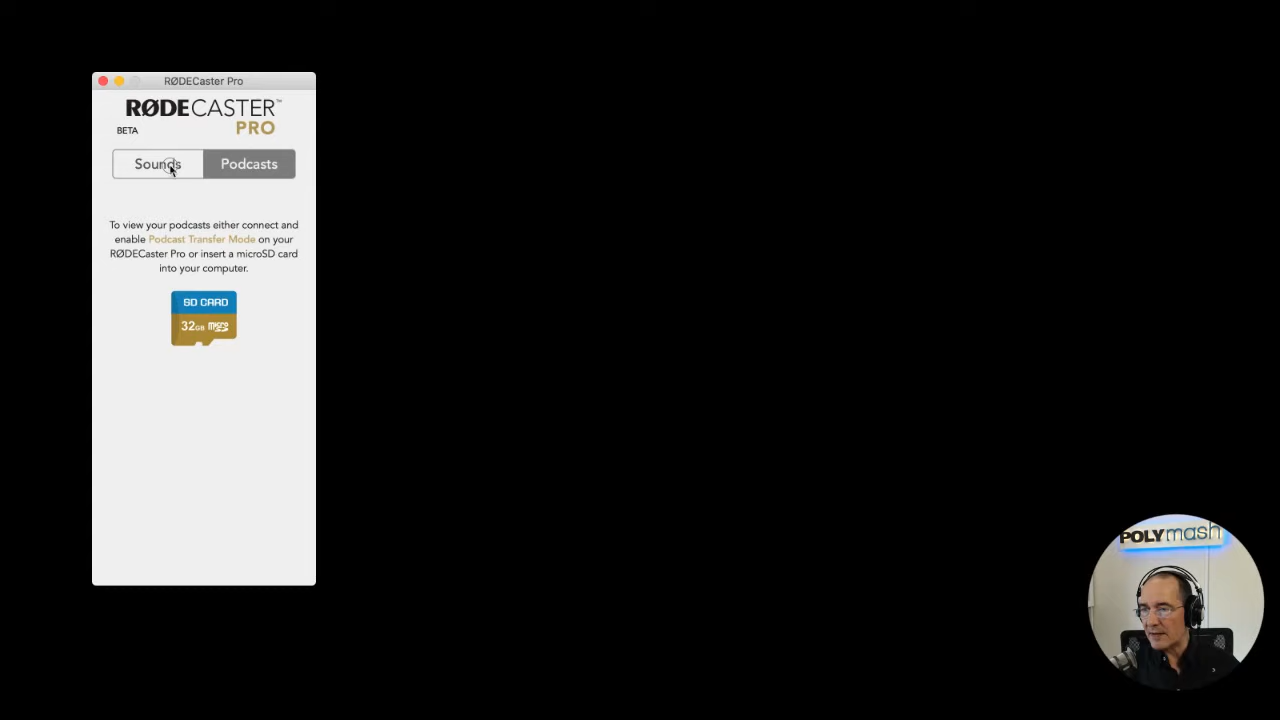 RØDECaster Pro
RØDECASTER™
PRO
BETA
Sounds
Podcasts
To view your podcasts either connect and
enable Podcast Transfer Mode on your
RØDECaster Pro or insert a microSD card
into your computer.
SD CARD
32GB micro
POLYmash